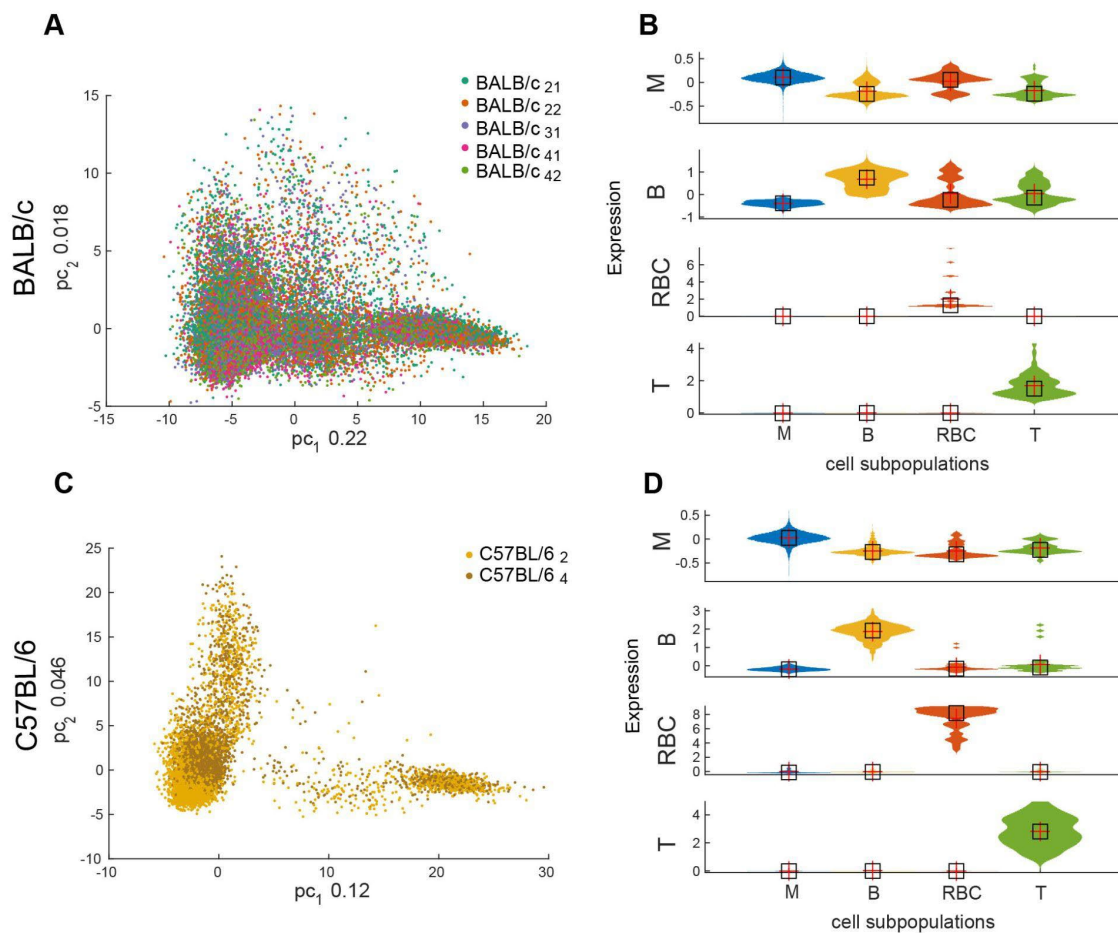 A
BALB/c 21
BALB/c 22
BALB/c 31
BALB/c 41
BALB/c 42
15
10
5
0
-5
-10
-5
0
5
10
15
20
pc1 0.22
pc2 0.018
BALB/c
B
M
0.5
0
-0.5
B
1
0
-1
Expression
RBC
6
4
2
0
T
2
0
M
B
RBC
T
cell subpopulations
C
C57BL/6 2
C57BL/6 4
25
20
15
10
5
0
-5
-10
-10
0
10
20
30
pc1 0.12
pc2 0.046
C57BL/6
D
M
0.5
0
-0.5
B
3
2
1
0
Expression
RBC
8
6
4
2
0
T
4
2
0
M
B
RBC
T
cell subpopulations